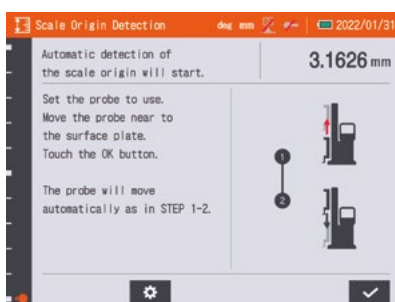 Scale Origin Detection
deg mm
2022/01/31
Automatic detection of
the scale origin will start.
3.1626 mm
Set the probe to use.
Move the probe near to
the surface plate.
Touch the OK button.
The probe will move
automatically as in STEP 1-2.
1
2